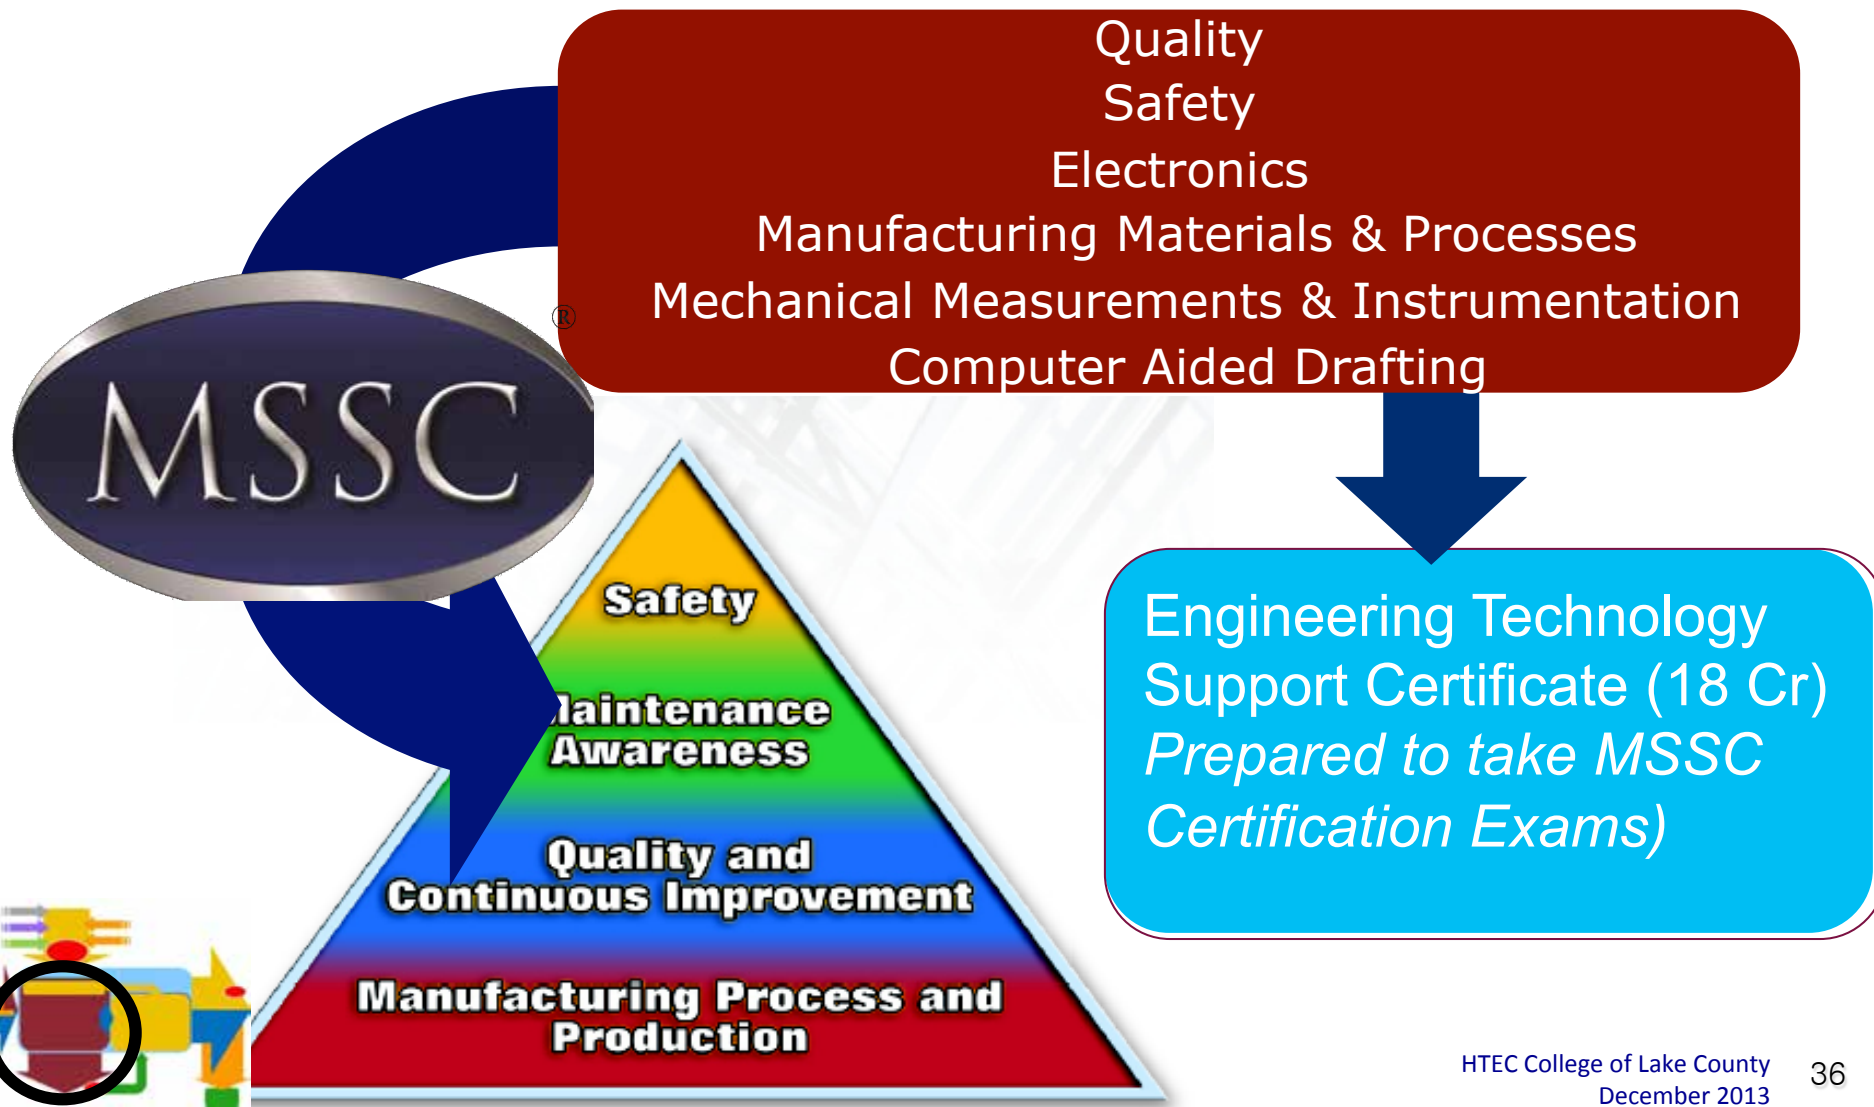 Quality
Safety
Electronics
Manufacturing Materials & Processes
Mechanical Measurements & Instrumentation
Computer Aided Drafting
®
MSSC
Safety
aintenance
Awareness
Quality and
Continuous Improvement
Manufacturing Process and
Production
Engineering Technology
Support Certificate (18 Cr)
Prepared to take MSSC
Certification Exams)
HTEC College of Lake County
December 2013
36